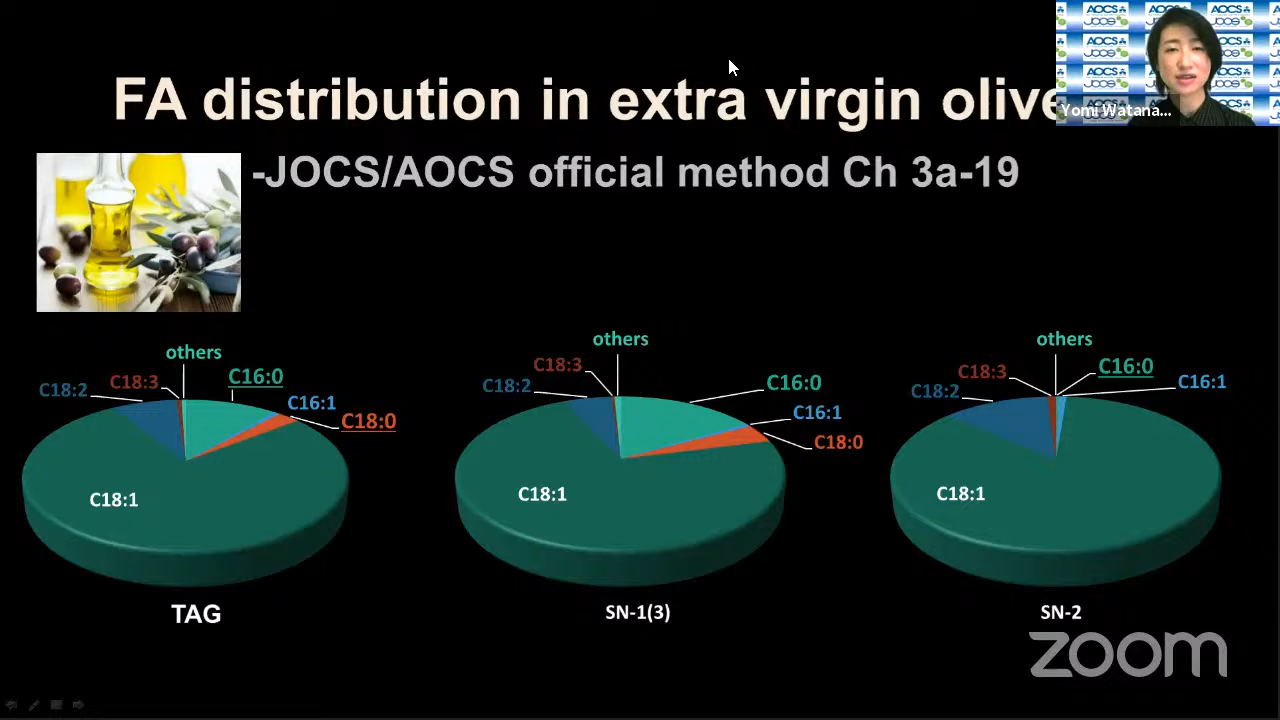 FA distribution in extra virgin olive
-JOCS/AOCS official method Ch 3a-19
AOCS
JOCS
Yomi Watana...
others
C18:3
C16:0
C18:2
C16:1
C18:0
C18:1
TAG
others
C18:3
C16:0
C18:2
C16:1
C18:0
C18:1
SN-1(3)
others
C18:3
C16:0
C18:2
C16:1
C18:1
SN-2
zoom